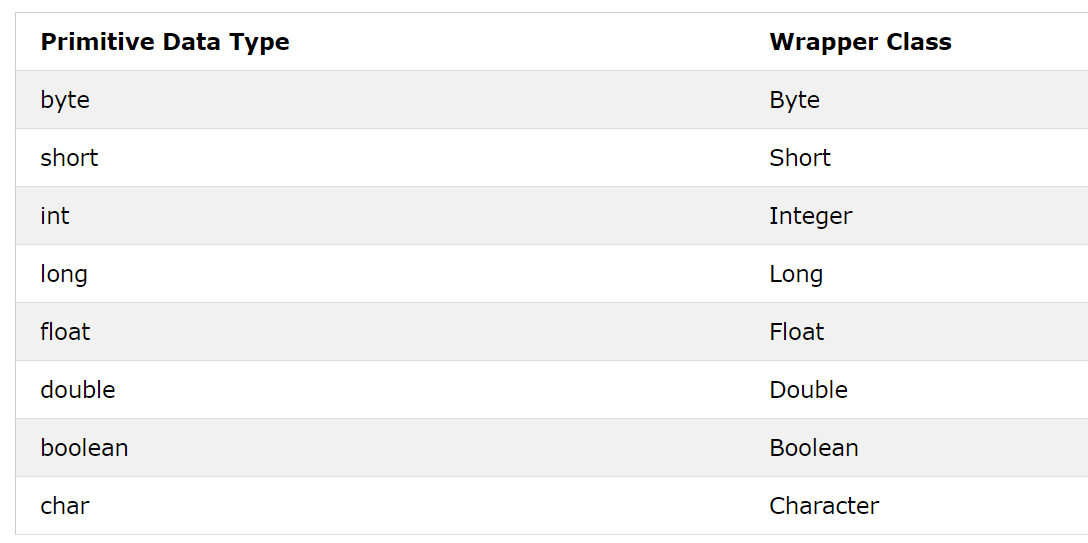 Primitive Data Type Wrapper Class
byte Byte
short Short
int Integer
long Long
float Float
double Double
boolean Boolean
char Character